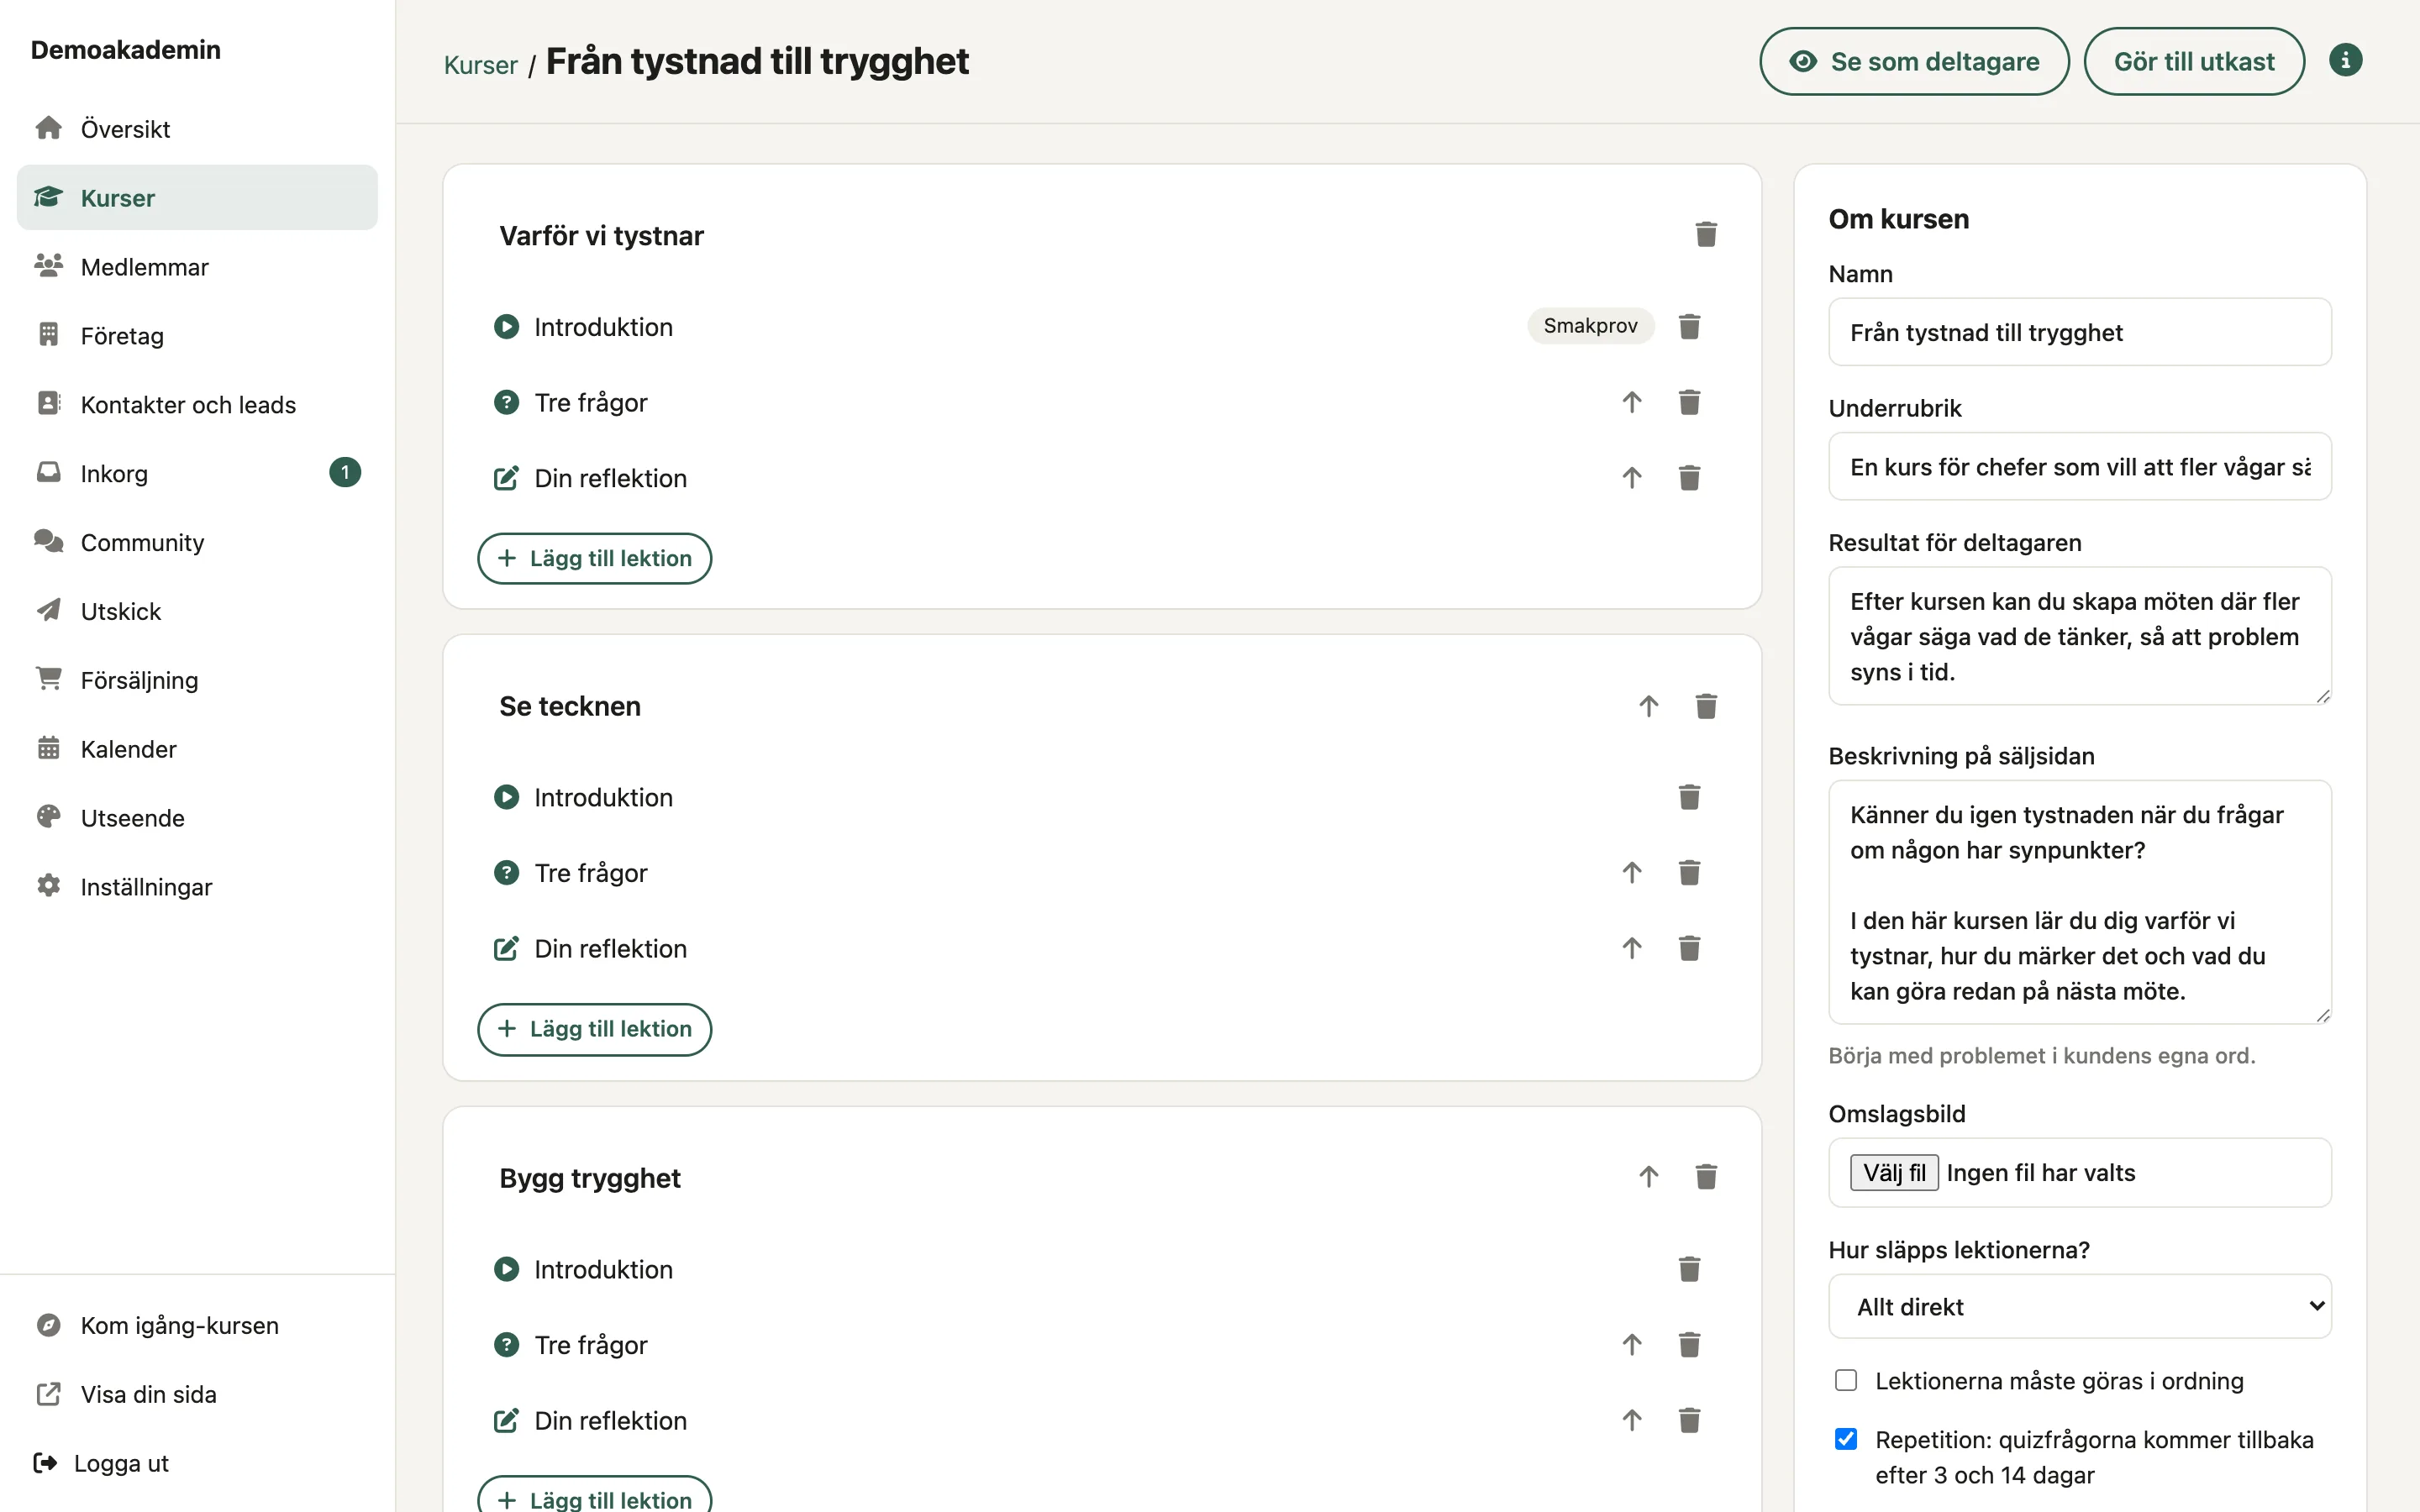 Demoakademin
Översikt
Kurser
Medlemmar
Företag
Kontakter och leads
Inkorg 1
Community
Utskick
Försäljning
Kalender
Utseende
Inställningar
Kom igång-kursen
Visa din sida
Logga ut
Kurser / Från tystnad till trygghet
Se som deltagare
Gör till utkast
Varför vi tystnar
Introduktion Smakprov
Tre frågor
Din reflektion
+ Lägg till lektion
Se tecknen
Introduktion
Tre frågor
Din reflektion
+ Lägg till lektion
Bygg trygghet
Introduktion
Tre frågor
Din reflektion
+ Lägg till lektion
Om kursen
Namn
Från tystnad till trygghet
Underrubrik
En kurs för chefer som vill att fler vågar
Resultat för deltagaren
Efter kursen kan du skapa möten där fler
vågar säga vad de tänker, så att problem
syns i tid.
Beskrivning på säljsidan
Känner du igen tystnaden när du frågar
om någon har synpunkter?
I den här kursen lär du dig varför vi
tystnar, hur du märker det och vad du
kan göra redan på nästa möte.
Börja med problemet i kundens egna ord.
Omslagsbild
Välj fil Ingen fil har valts
Hur släpps lektionerna?
Allt direkt
Lektionerna måste göras i ordning
Repetition: quizfrågorna kommer tillbaka
efter 3 och 14 dagar